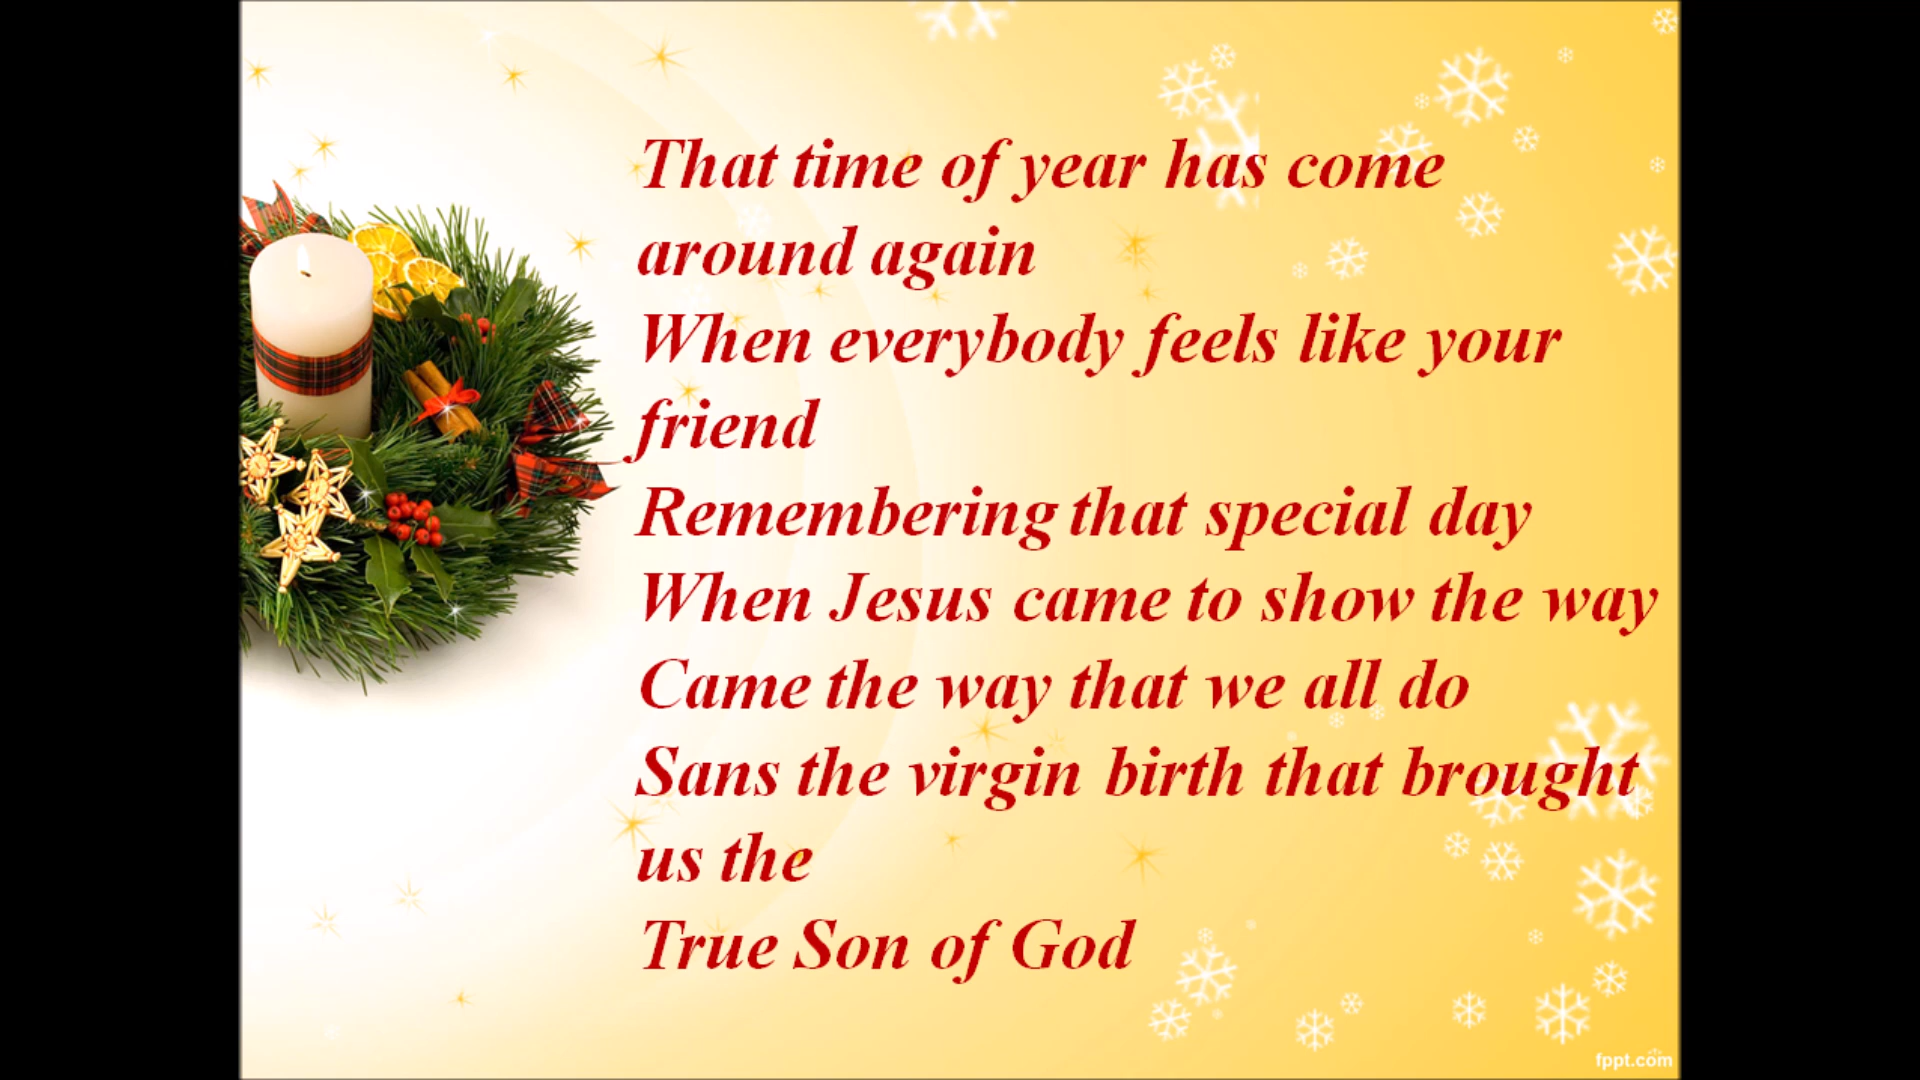 That time of year has come
around again
When everybody feels like your
friend
Remembering that special day
When Jesus came to show the way
Came the way that we all do
Sans the virgin birth that brought
us the
True Son of God
fppt.com